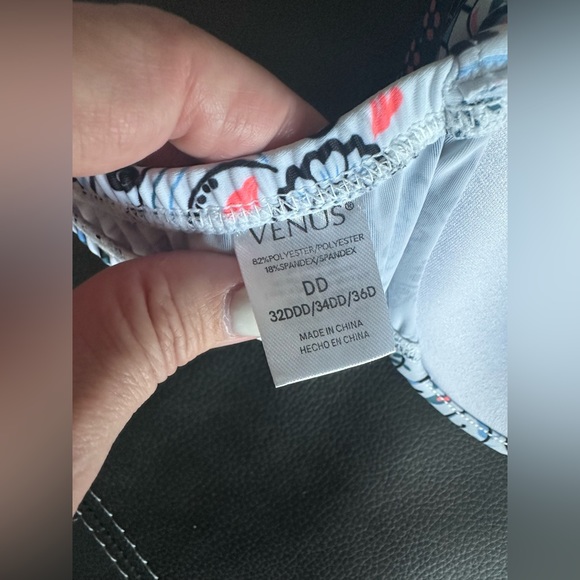 VENUS®
82%POLYESTER/POLYESTER
18%SPANDEX/SPANDEX
DD
32DDD/34DD/36D
MADE IN CHINA
HECHO EN CHINA